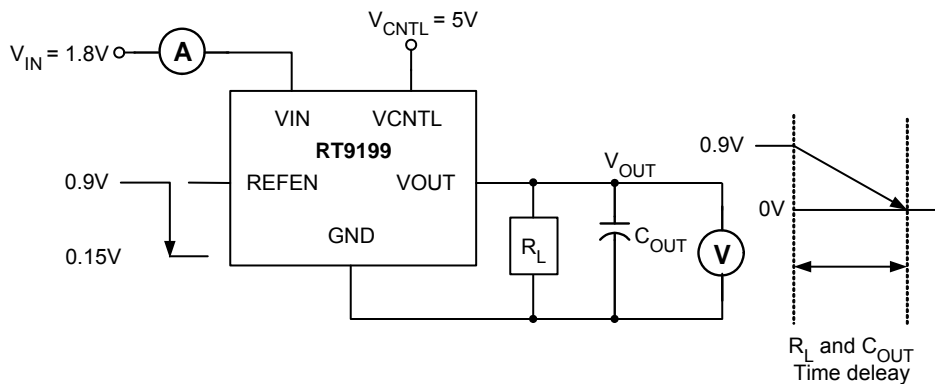 V_CNTL = 5V
V_IN = 1.8V
A
VIN VCNTL
RT9199
REFEN VOUT
GND
0.9V
0.15V
V_OUT
R_L
C_OUT
V
0.9V
0V
R_L and C_OUT
Time deleay